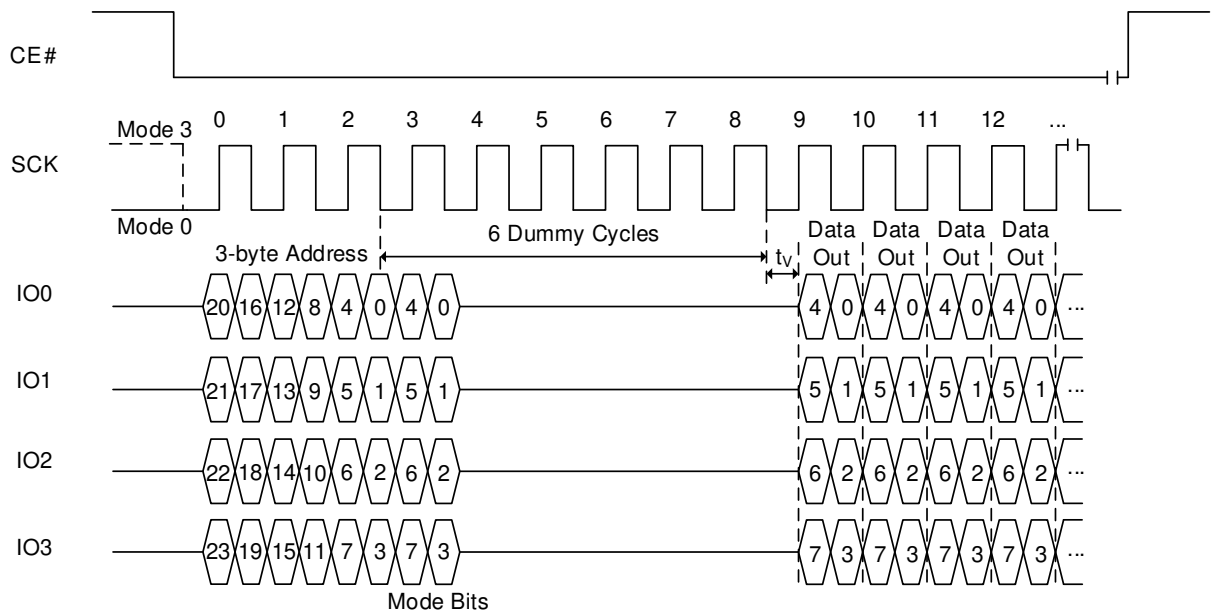 CE#
0 1 2 3 4 5 6 7 8 9 10 11 12 ...
Mode 3
SCK
Mode 0
6 Dummy Cycles
Data Out Data Out Data Out Data Out
3-byte Address
tV
IO0
20 16 12 8 4 0 4 0 4 0 4 0 4 0 4 0 ...
IO1
21 17 13 9 5 1 5 1 5 1 5 1 5 1 5 1 ...
IO2
22 18 14 10 6 2 6 2 6 2 6 2 6 2 6 2 ...
IO3
23 19 15 11 7 3 7 3 7 3 7 3 7 3 7 3 ...
Mode Bits